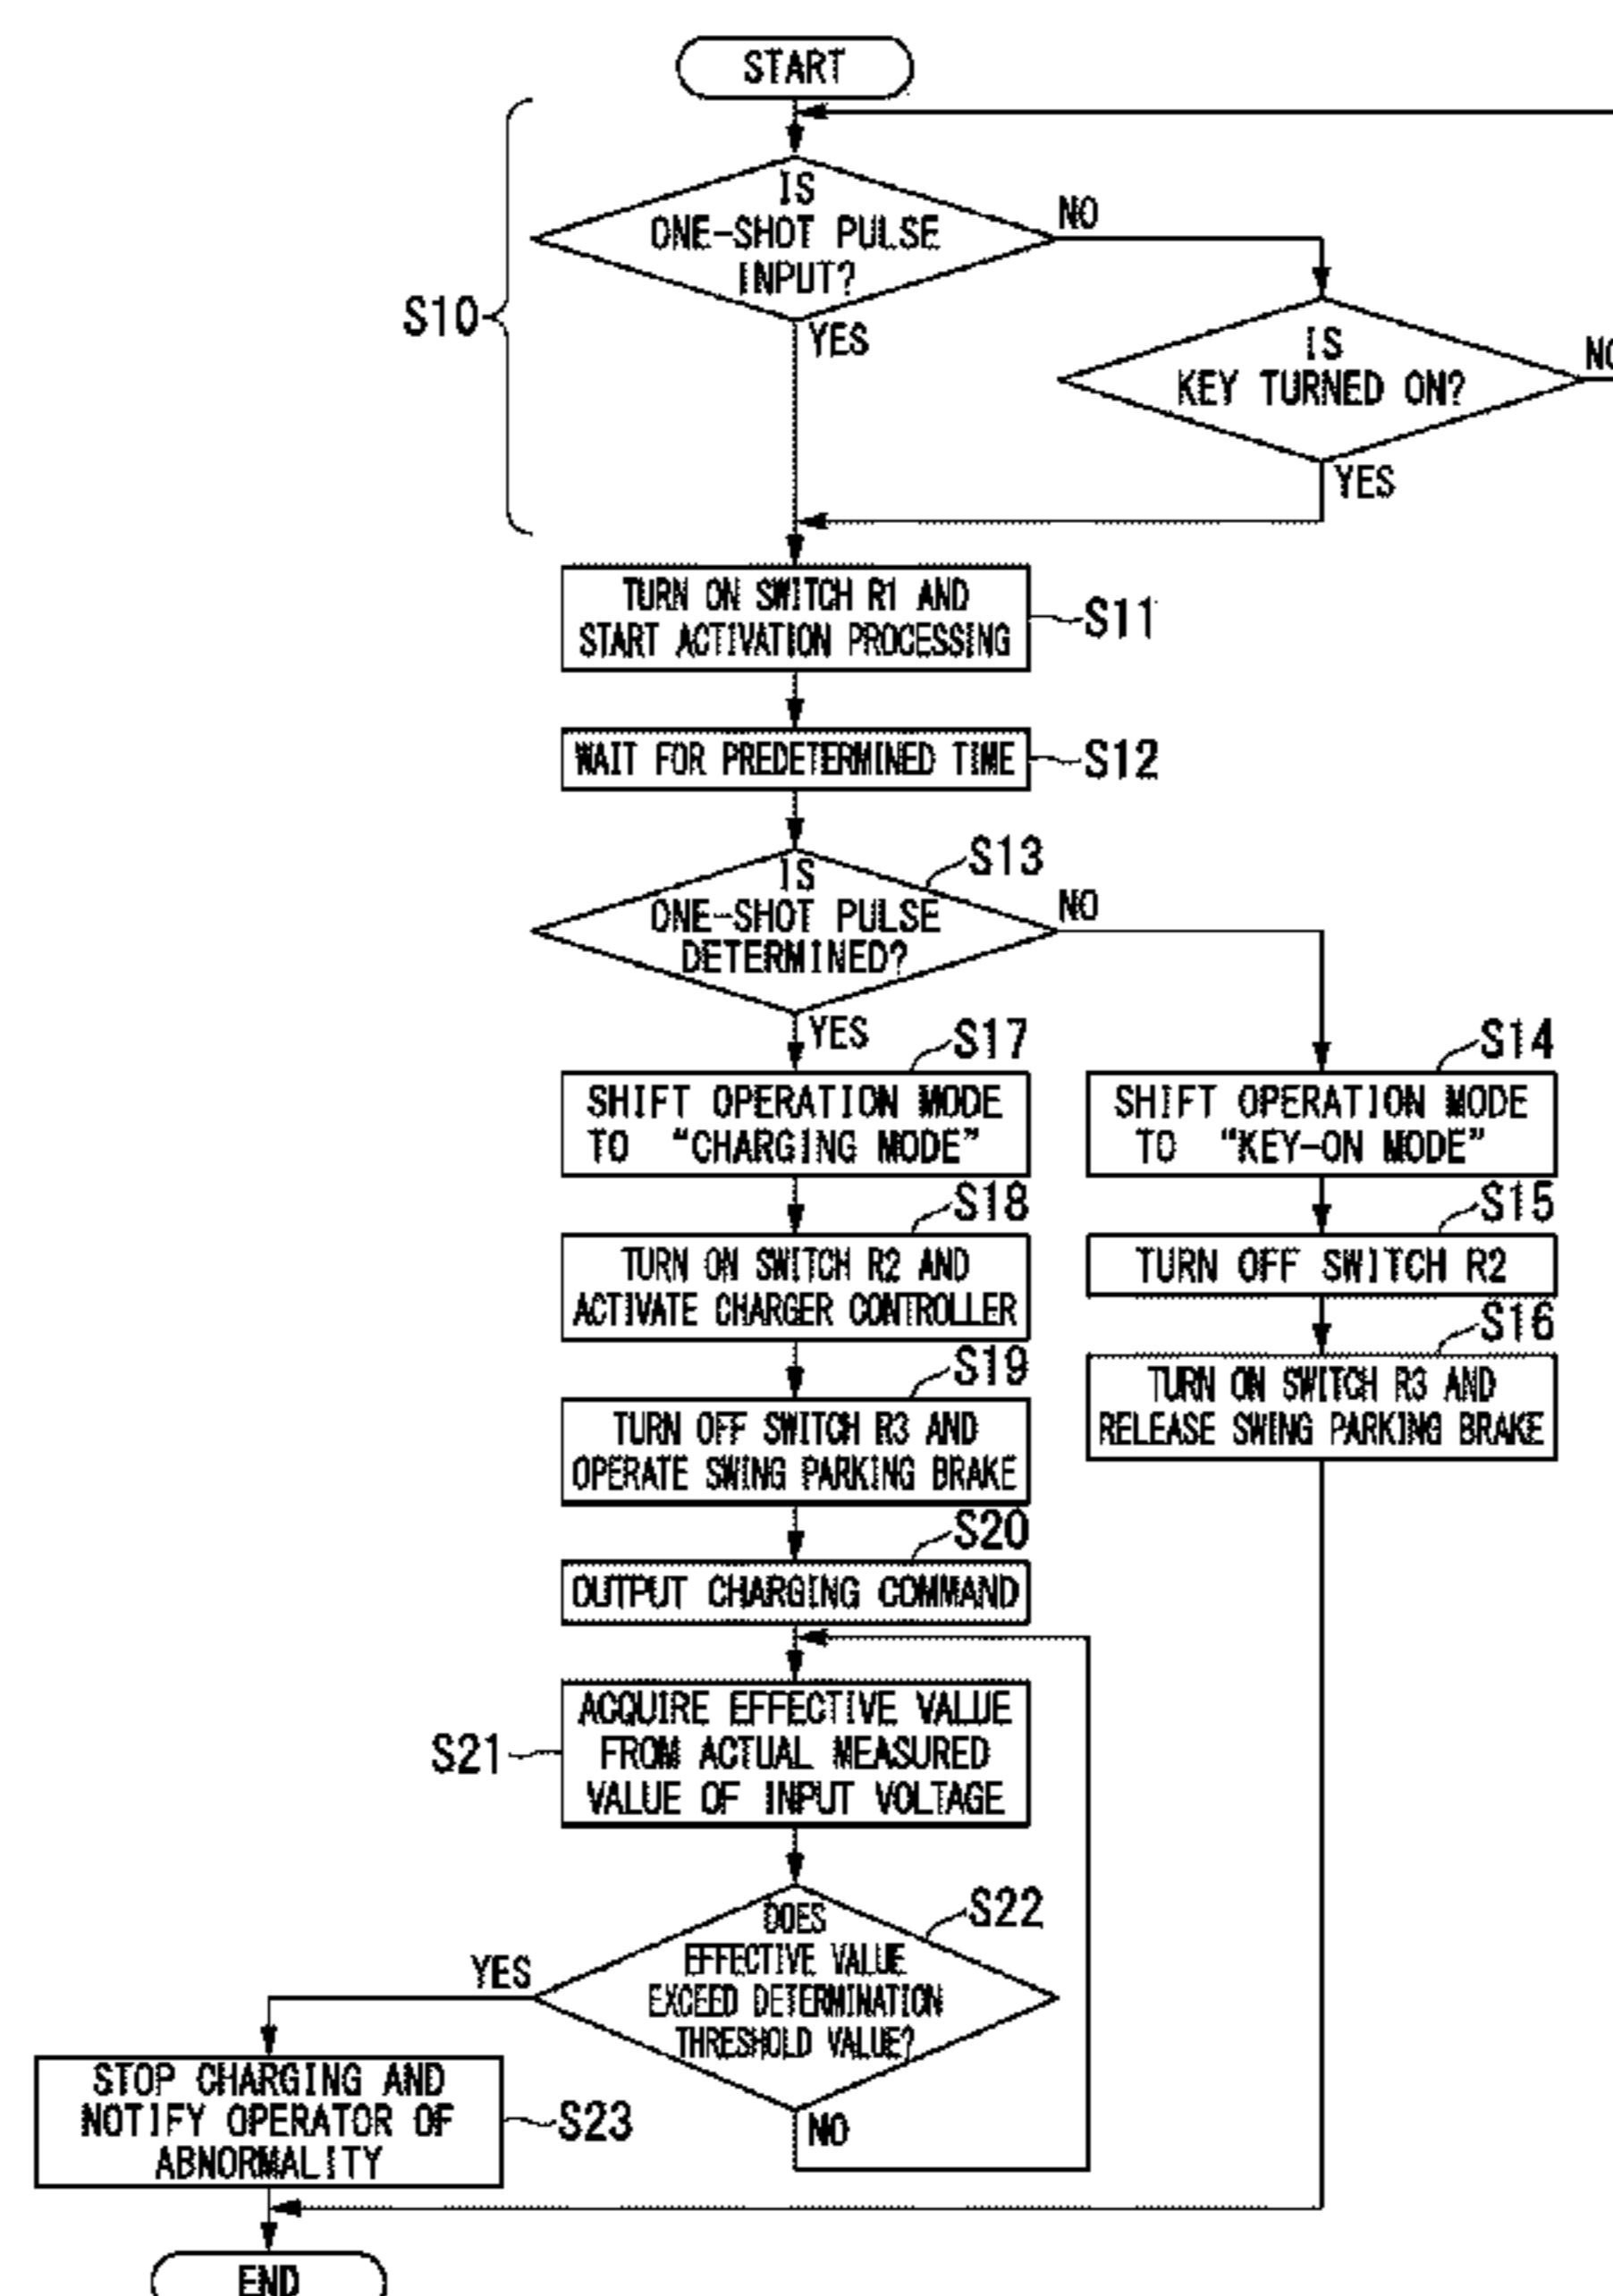 START
IS
ONE-SHOT PULSE
INPUT?
NO
S10
YES
IS
KEY TURNED ON?
NO
YES
TURN ON SWITCH R1 AND
START ACTIVATION PROCESSING
S11
WAIT FOR PREDETERMINED TIME
S12
S13
IS
ONE-SHOT PULSE
DETERMINED?
NO
YES
S17
SHIFT OPERATION MODE
TO "CHARGING MODE"
S14
SHIFT OPERATION MODE
TO "KEY-ON MODE"
S18
TURN ON SWITCH R2 AND
ACTIVATE CHARGER CONTROLLER
S15
TURN OFF SWITCH R2
S19
TURN OFF SWITCH R3 AND
OPERATE SWING PARKING BRAKE
S16
TURN ON SWITCH R3 AND
RELEASE SWING PARKING BRAKE
S20
OUTPUT CHARGING COMMAND
S21
ACQUIRE EFFECTIVE VALUE
FROM ACTUAL MEASURED
VALUE OF INPUT VOLTAGE
S22
DOES
EFFECTIVE VALUE
EXCEED DETERMINATION
THRESHOLD VALUE?
YES
NO
STOP CHARGING AND
NOTIFY OPERATOR OF
ABNORMALITY
S23
END